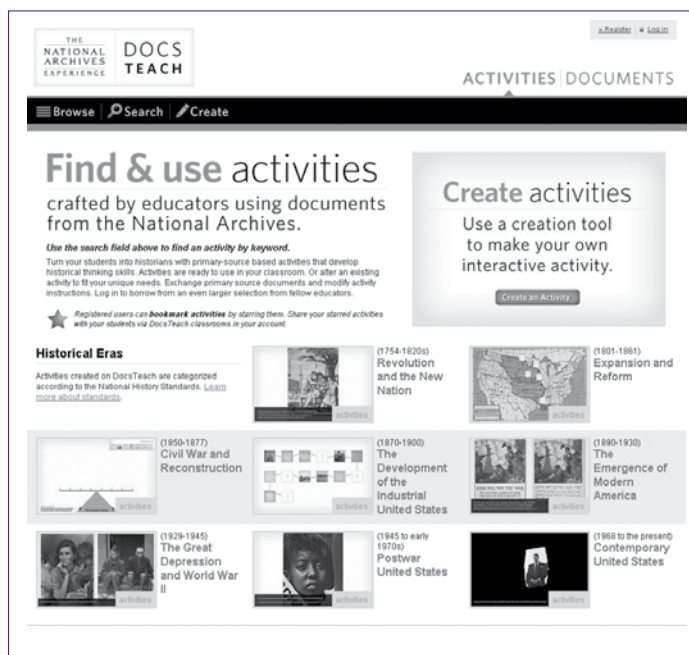 THE
NATIONAL
ARCHIVES
EXPERIENCE
DOCS
TEACH
Register
Log in
ACTIVITIES | DOCUMENTS
Browse
Search
Create
Find & use activities
crafted by educators using documents
from the National Archives.
Use the search field above to find an activity by keyword.
Turn your students into historians with primary-source based activities that develop
historical thinking skills. Activities are ready to use in your classroom. Or alter an existing
activity to fit your unique needs. Exchange primary source documents and modify activity
instructions. Log in to borrow from an even larger selection from fellow educators.
Registered users can bookmark activities by starring them. Share your starred activities
with your students via DocsTeach classrooms in your account.
Create activities
Use a creation tool
to make your own
interactive activity.
Create an Activity
Historical Eras
Activities created on DocsTeach are categorized
according to the National History Standards. Learn
more about standards.
activities
(1754-1820s)
Revolution
and the New
Nation
activities
(1801-1861)
Expansion and
Reform
activities
(1850-1877)
Civil War and
Reconstruction
activities
(1870-1900)
The
Development
of the
Industrial
United States
activities
(1890-1930)
The
Emergence of
Modern
America
activities
(1929-1945)
The Great
Depression
and World War
II
activities
(1945 to early
1970s)
Postwar
United States
activities
(1968 to the present)
Contemporary
United States